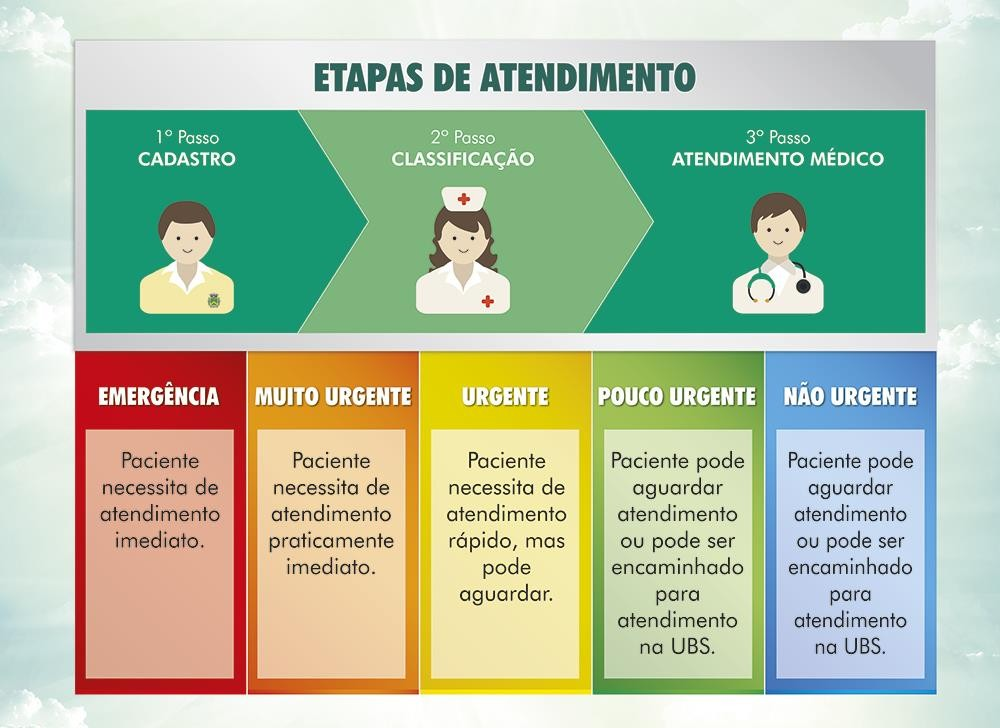 ETAPAS DE ATENDIMENTO
1º Passo
CADASTRO
2º Passo
CLASSIFICAÇÃO
3º Passo
ATENDIMENTO MÉDICO
EMERGÊNCIA
Paciente
necessita de
atendimento
imediato.
MUITO URGENTE
Paciente
necessita de
atendimento
praticamente
imediato.
URGENTE
Paciente
necessita de
atendimento
rápido, mas
pode
aguardar.
POUCO URGENTE
Paciente pode
aguardar
atendimento
ou pode ser
encaminhado
para
atendimento
na UBS.
NÃO URGENTE
Paciente pode
aguardar
atendimento
ou pode ser
encaminhado
para
atendimento
na UBS.